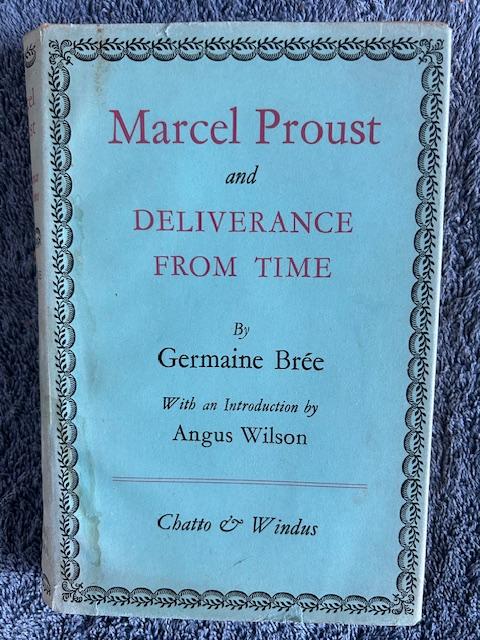 Marcel Proust
and
DELIVERANCE
FROM TIME
By
Germaine Brée
With an Introduction by
Angus Wilson
Chatto & Windus